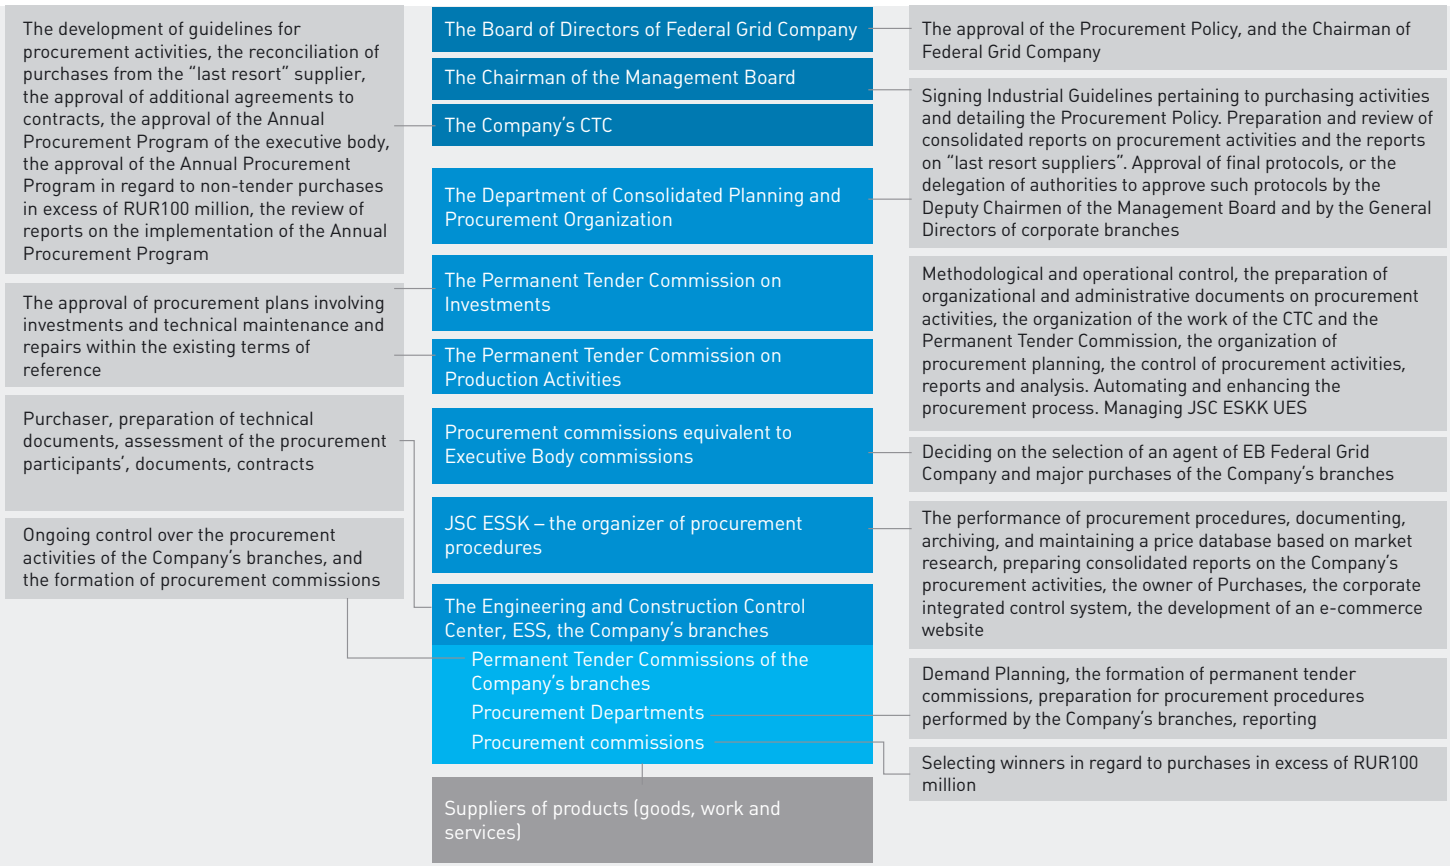 The development of guidelines for
procurement activities, the reconciliation of
purchases from the “last resort” supplier,
the approval of additional agreements to
contracts, the approval of the Annual
Procurement Program of the executive body,
the approval of the Annual Procurement
Program in regard to non-tender purchases
in excess of RUR100 million, the review of
reports on the implementation of the Annual
Procurement Program
The approval of procurement plans involving
investments and technical maintenance and
repairs within the existing terms of
reference
Purchaser, preparation of technical
documents, assessment of the procurement
participants’, documents, contracts
Ongoing control over the procurement
activities of the Company’s branches, and
the formation of procurement commissions
The Board of Directors of Federal Grid Company
The Chairman of the Management Board
The Company’s CTC
The Department of Consolidated Planning and
Procurement Organization
The Permanent Tender Commission on
Investments
The Permanent Tender Commission on
Production Activities
Procurement commissions equivalent to
Executive Body commissions
JSC ESSK – the organizer of procurement
procedures
The Engineering and Construction Control
Center, ESS, the Company’s branches
Permanent Tender Commissions of the
Company’s branches
Procurement Departments
Procurement commissions
Suppliers of products (goods, work and
services)
The approval of the Procurement Policy, and the Chairman of
Federal Grid Company
Signing Industrial Guidelines pertaining to purchasing activities
and detailing the Procurement Policy. Preparation and review of
consolidated reports on procurement activities and the reports
on “last resort suppliers”. Approval of final protocols, or the
delegation of authorities to approve such protocols by the
Deputy Chairmen of the Management Board and by the General
Directors of corporate branches
Methodological and operational control, the preparation of
organizational and administrative documents on procurement
activities, the organization of the work of the CTC and the
Permanent Tender Commission, the organization of
procurement planning, the control of procurement activities,
reports and analysis. Automating and enhancing the
procurement process. Managing JSC ESKK UES
Deciding on the selection of an agent of EB Federal Grid
Company and major purchases of the Company’s branches
The performance of procurement procedures, documenting,
archiving, and maintaining a price database based on market
research, preparing consolidated reports on the Company’s
procurement activities, the owner of Purchases, the corporate
integrated control system, the development of an e-commerce
website
Demand Planning, the formation of permanent tender
commissions, preparation for procurement procedures
performed by the Company’s branches, reporting
Selecting winners in regard to purchases in excess of RUR100
million